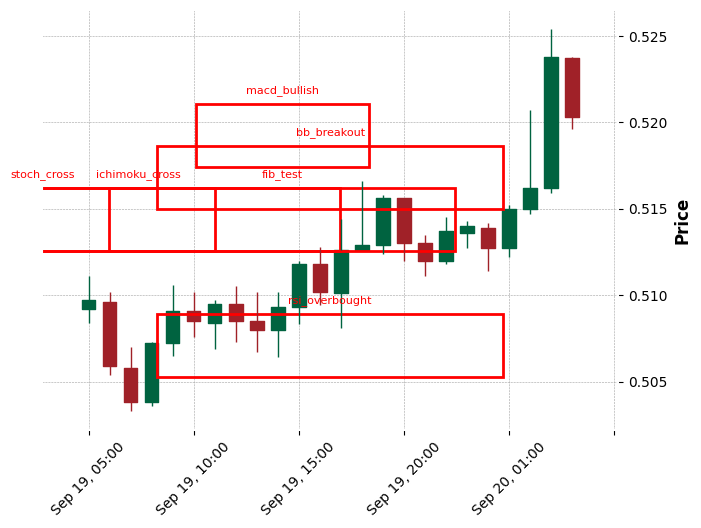 0.525
macd_bullish
0.520
bb_breakout
stoch_cross
ichimoku_cross
fib_test
0.515
Price
0.510
rsi_overbought
0.505
Sep 19, 05:00
Sep 19, 10:00
Sep 19, 15:00
Sep 19, 20:00
Sep 20, 01:00